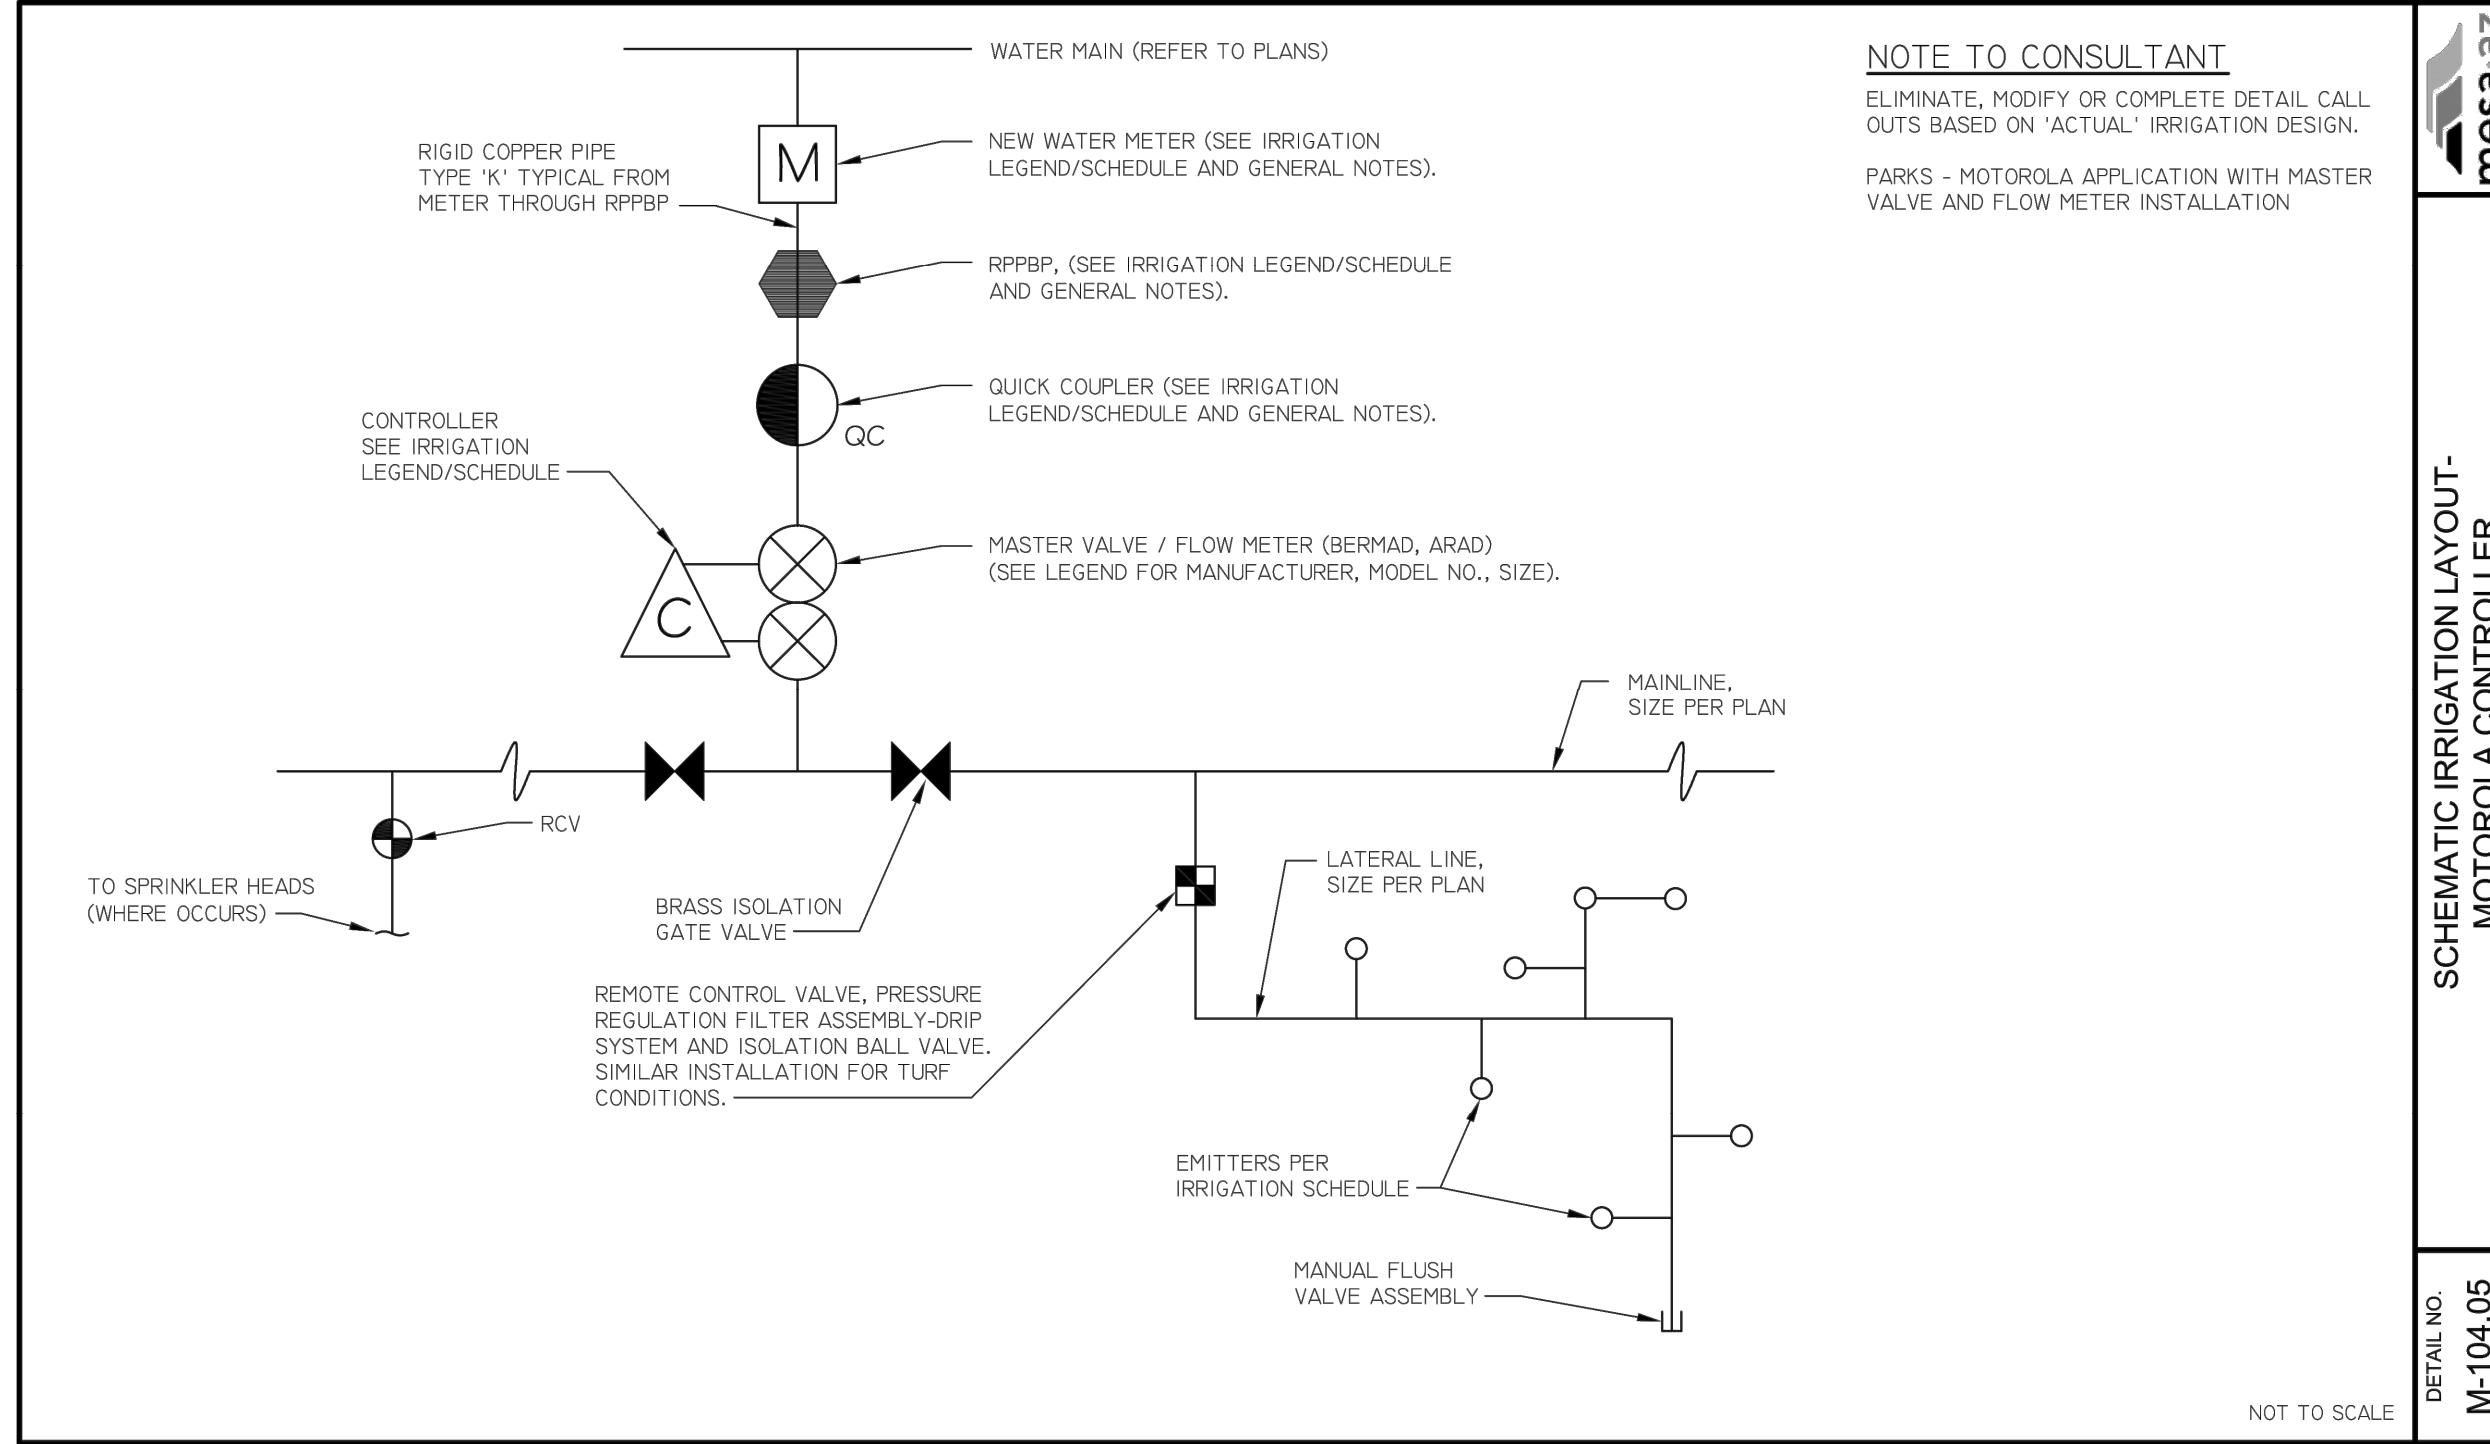 WATER MAIN (REFER TO PLANS)
NOTE TO CONSULTANT
ELIMINATE, MODIFY OR COMPLETE DETAIL CALL
OUTS BASED ON 'ACTUAL' IRRIGATION DESIGN.
PARKS - MOTOROLA APPLICATION WITH MASTER
VALVE AND FLOW METER INSTALLATION
M
NEW WATER METER (SEE IRRIGATION
LEGEND/SCHEDULE AND GENERAL NOTES).
RIGID COPPER PIPE
TYPE 'K' TYPICAL FROM
METER THROUGH RPPBP
RPPBP, (SEE IRRIGATION LEGEND/SCHEDULE
AND GENERAL NOTES).
QUICK COUPLER (SEE IRRIGATION
LEGEND/SCHEDULE AND GENERAL NOTES).
QC
CONTROLLER
SEE IRRIGATION
LEGEND/SCHEDULE
MASTER VALVE / FLOW METER (BERMAD, ARAD)
(SEE LEGEND FOR MANUFACTURER, MODEL NO., SIZE).
C
MAINLINE,
SIZE PER PLAN
RCV
TO SPRINKLER HEADS
(WHERE OCCURS)
BRASS ISOLATION
GATE VALVE
LATERAL LINE,
SIZE PER PLAN
REMOTE CONTROL VALVE, PRESSURE
REGULATION FILTER ASSEMBLY-DRIP
SYSTEM AND ISOLATION BALL VALVE.
SIMILAR INSTALLATION FOR TURF
CONDITIONS.
EMITTERS PER
IRRIGATION SCHEDULE
MANUAL FLUSH
VALVE ASSEMBLY
NOT TO SCALE
mesa·az
SCHEMATIC IRRIGATION LAYOUT-
MOTOROLA CONTROLLER
DETAIL NO.
M-104.05